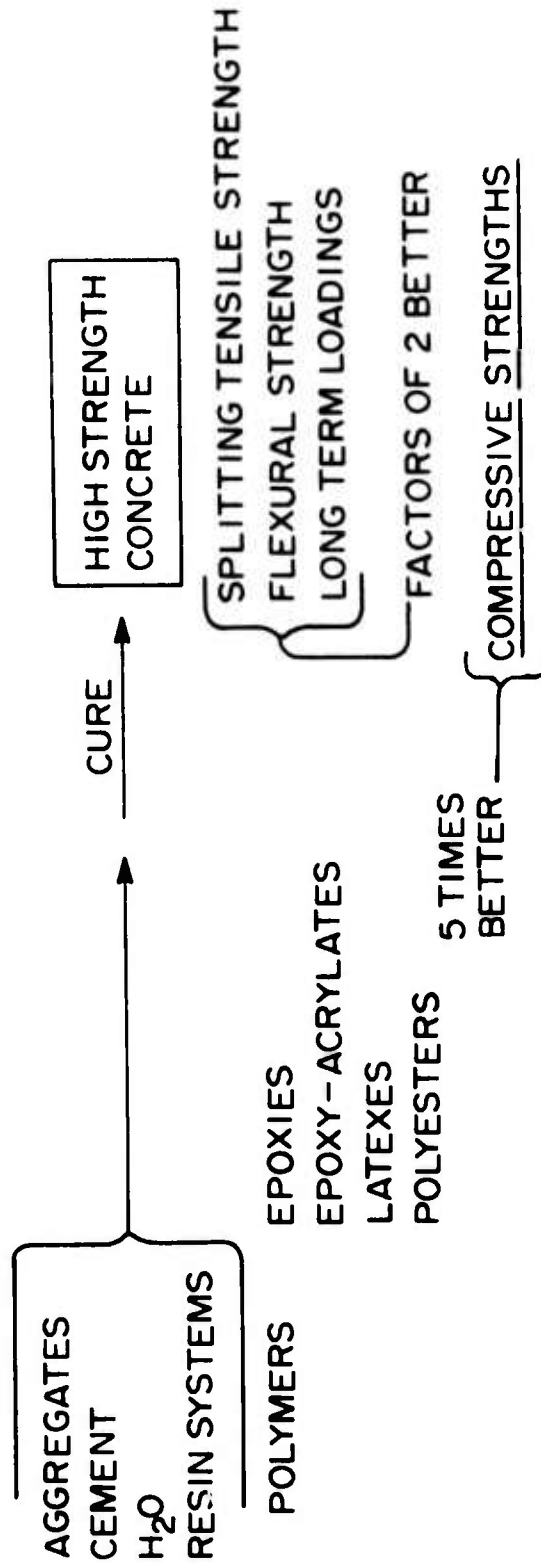 AGGREGATES
CEMENT
H₂O
RESIN SYSTEMS
POLYMERS
EPOXIES
EPOXY-ACRYLATES
LATEXES
POLYESTERS
CURE
HIGH STRENGTH
CONCRETE
SPLITTING TENSILE STRENGTH
FLEXURAL STRENGTH
LONG TERM LOADINGS
FACTORS OF 2 BETTER
5 TIMES
BETTER
COMPRESSIVE STRENGTHS